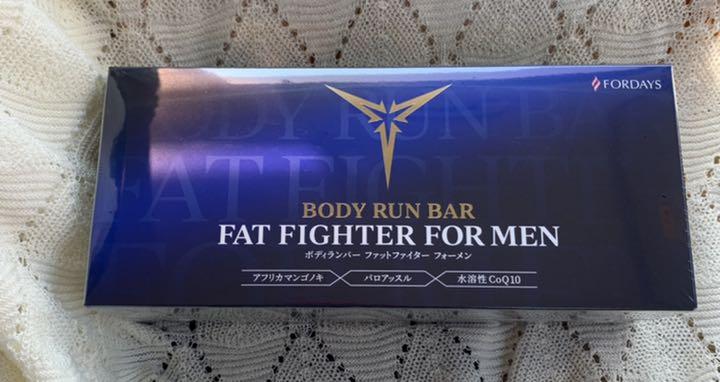 FORDAYS
BODY RUN BAR
FAT FIGHTER FOR MEN
ボディランバー ファットファイター フォーメン
アフリカマンゴノキ パロアッスル 水溶性CoQ10